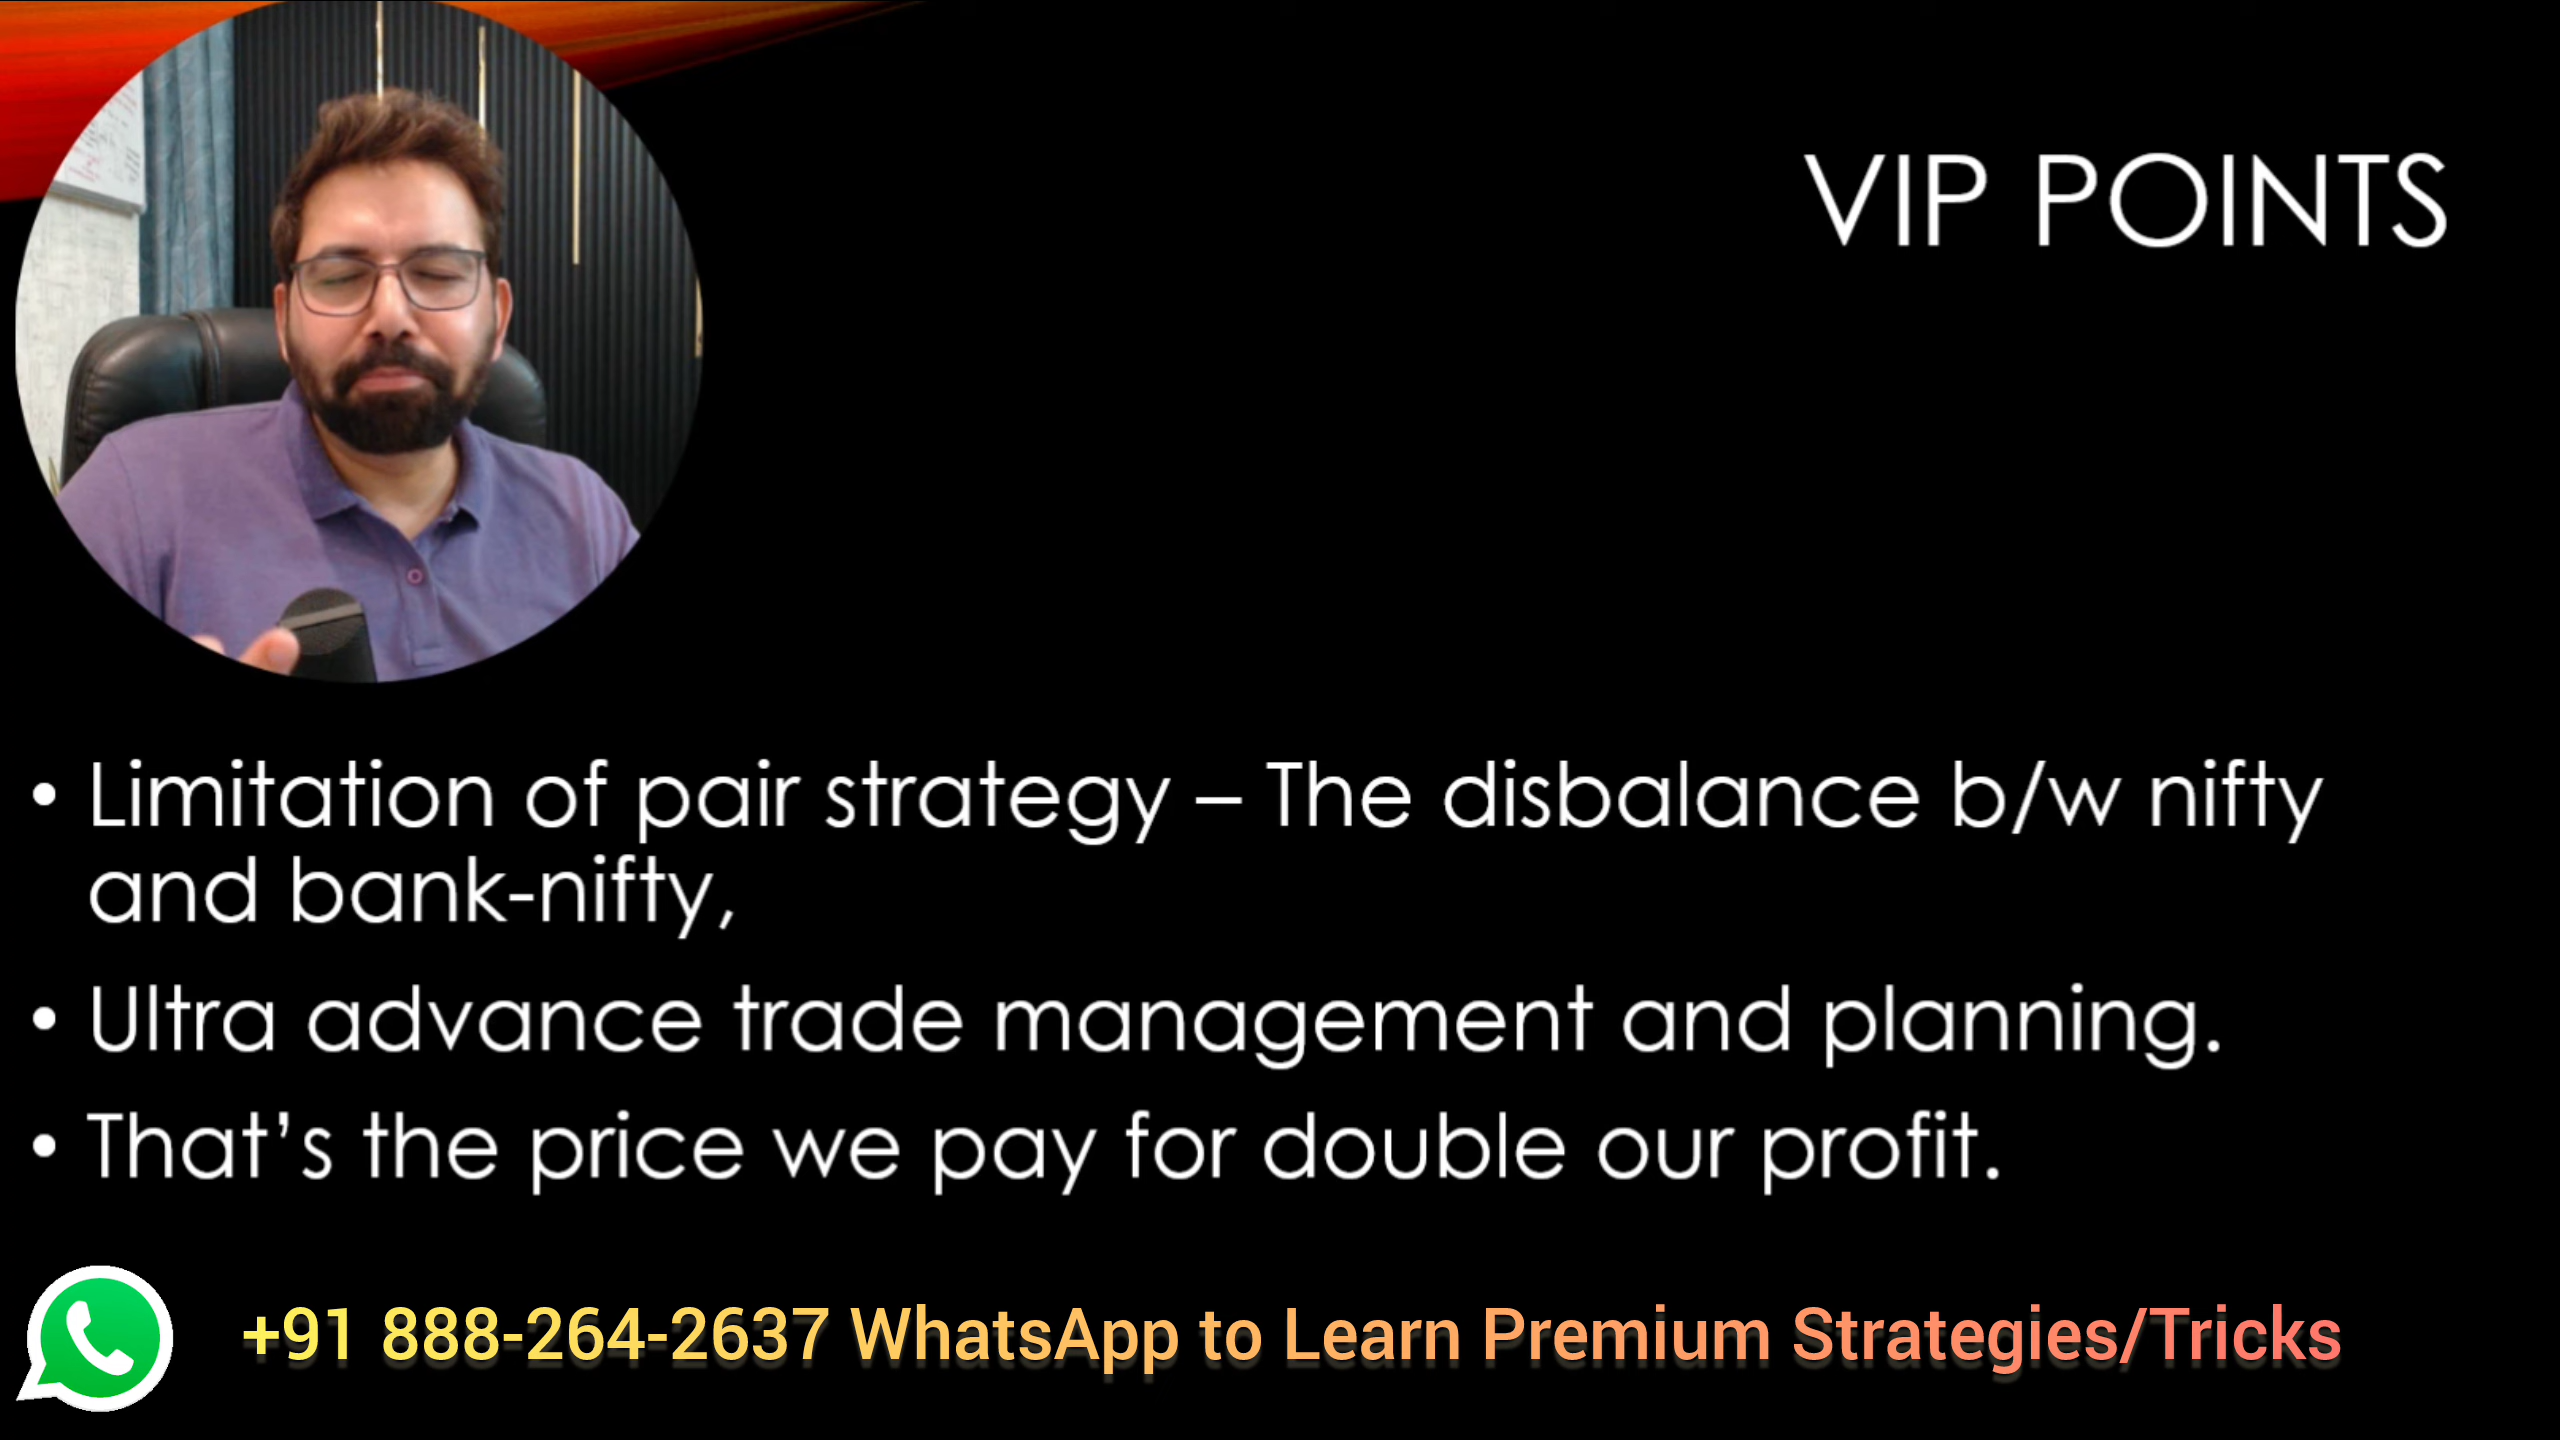 VIP POINTS
• Limitation of pair strategy – The disbalance b/w nifty
and bank-nifty,
• Ultra advance trade management and planning.
• That’s the price we pay for double our profit.
+91 888-264-2637 WhatsApp to Learn Premium Strategies/Tricks